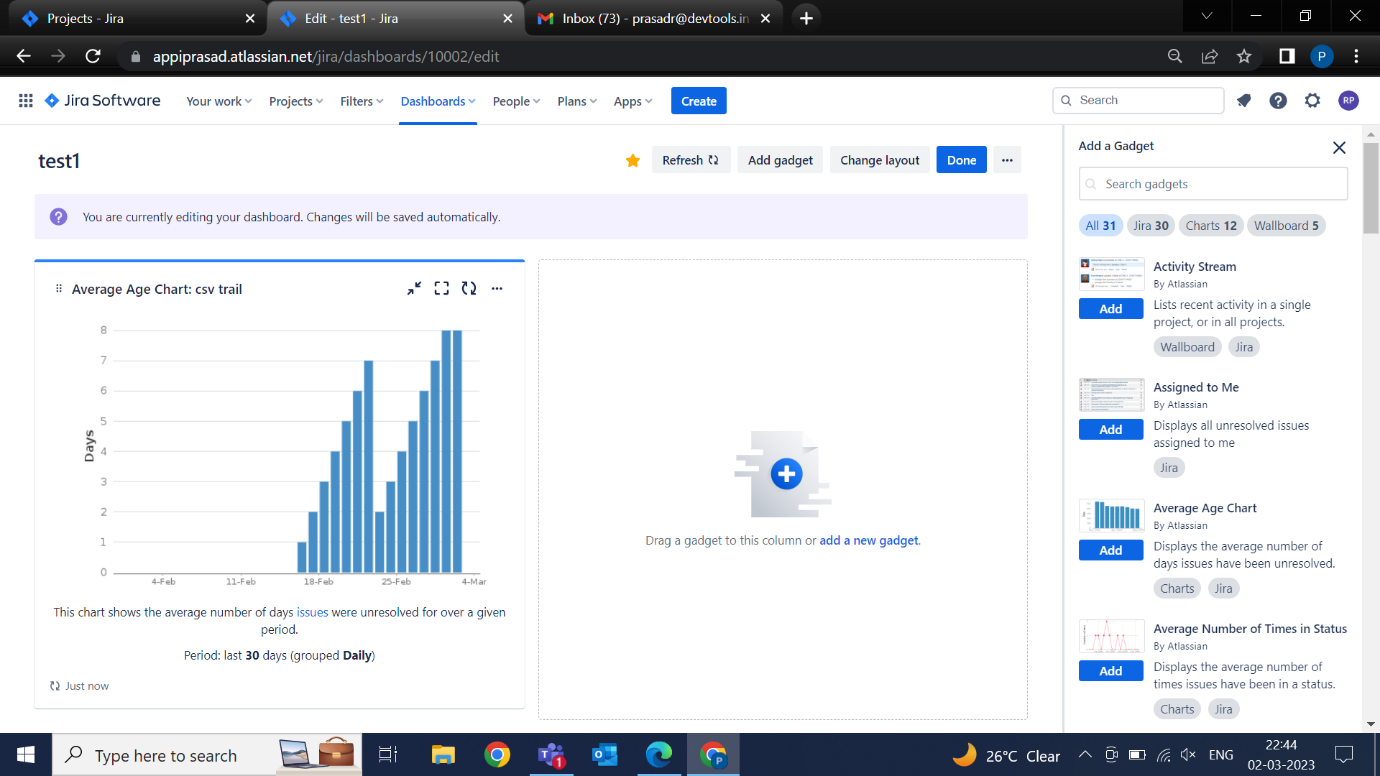 Projects - Jira
Edit - test1 - Jira
Inbox (73) - prasadr@devtools.in
appiprasad.atlassian.net/jira/dashboards/10002/edit
P
Jira Software
Your work
Projects
Filters
Dashboards
People
Plans
Apps
Create
Search
RP
test1
Refresh
Add gadget
Change layout
Done
You are currently editing your dashboard. Changes will be saved automatically.
Average Age Chart: csv trail
8
7
6
5
4
3
2
1
0
Days
4-Feb
11-Feb
18-Feb
25-Feb
4-Mar
This chart shows the average number of days issues were unresolved for over a given
period.
Period: last 30 days (grouped Daily)
Just now
Drag a gadget to this column or add a new gadget.
Add a Gadget
Search gadgets
All 31
Jira 30
Charts 12
Wallboard 5
Activity Stream
By Atlassian
Add
Lists recent activity in a single
project, or in all projects.
Wallboard
Jira
Assigned to Me
By Atlassian
Add
Displays all unresolved issues
assigned to me
Jira
Average Age Chart
By Atlassian
Add
Displays the average number of
days issues have been unresolved.
Charts
Jira
Average Number of Times in Status
By Atlassian
Add
Displays the average number of
times issues have been in a status.
Charts
Jira
Type here to search
1
P
26°C Clear
ENG
22:44
02-03-2023